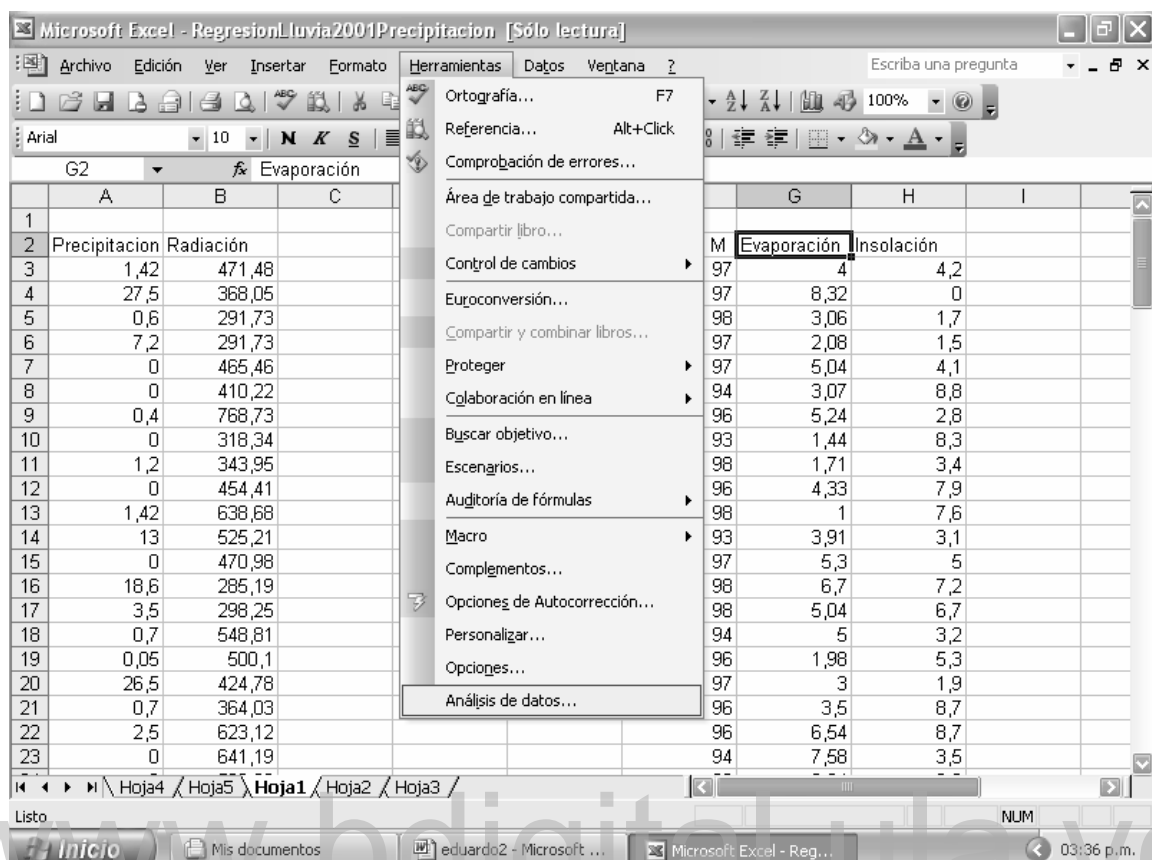 Microsoft Excel - RegresionLluvia2001Precipitacion [Sólo lectura]
Archivo Edición Ver Insertar Formato Herramientas Datos Ventana ? Escriba una pregunta
100%
Arial 10 N K S
G2 fx Evaporación
Ortografía... F7
Referencia... Alt+Click
Comprobación de errores...
Área de trabajo compartida...
Compartir libro...
Control de cambios
Euroconversión...
Compartir y combinar libros...
Proteger
Colaboración en línea
Buscar objetivo...
Escenarios...
Auditoría de fórmulas
Macro
Complementos...
Opciones de Autocorrección...
Personalizar...
Opciones...
Análisis de datos...
A B C G H I
1
2 Precipitacion Radiación M Evaporación Insolación
3 1,42 471,48 97 4 4,2
4 27,5 368,05 97 8,32 0
5 0,6 291,73 98 3,06 1,7
6 7,2 291,73 97 2,08 1,5
7 0 465,46 97 5,04 4,1
8 0 410,22 94 3,07 8,8
9 0,4 768,73 96 5,24 2,8
10 0 318,34 93 1,44 8,3
11 1,2 343,95 98 1,71 3,4
12 0 454,41 96 4,33 7,9
13 1,42 638,68 98 1 7,6
14 13 525,21 93 3,91 3,1
15 0 470,98 97 5,3 5
16 18,6 285,19 98 6,7 7,2
17 3,5 298,25 98 5,04 6,7
18 0,7 548,81 94 5 3,2
19 0,05 500,1 96 1,98 5,3
20 26,5 424,78 97 3 1,9
21 0,7 364,03 96 3,5 8,7
22 2,5 623,12 96 6,54 8,7
23 0 641,19 94 7,58 3,5
Hoja4 Hoja5 Hoja1 Hoja2 Hoja3
Listo NUM
Inicio Mis documentos eduardo2 - Microsoft ... Microsoft Excel - Reg... 03:36 p.m.